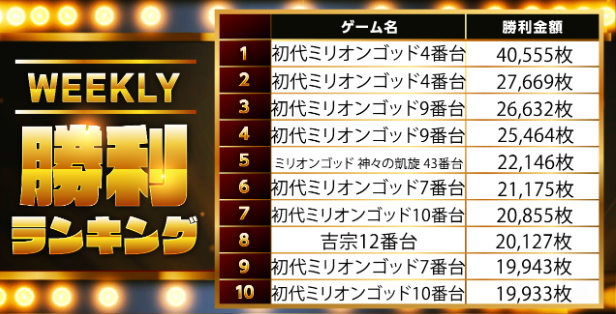 WEEKLY
勝利
ランキング
ゲーム名 勝利金額
1 初代ミリオンゴッド4番台 40,555枚
2 初代ミリオンゴッド4番台 27,669枚
3 初代ミリオンゴッド9番台 26,632枚
4 初代ミリオンゴッド9番台 25,464枚
5 ミリオンゴッド 神々の凱旋 43番台 22,146枚
6 初代ミリオンゴッド7番台 21,175枚
7 初代ミリオンゴッド10番台 20,855枚
8 吉宗12番台 20,127枚
9 初代ミリオンゴッド7番台 19,943枚
10 初代ミリオンゴッド10番台 19,933枚